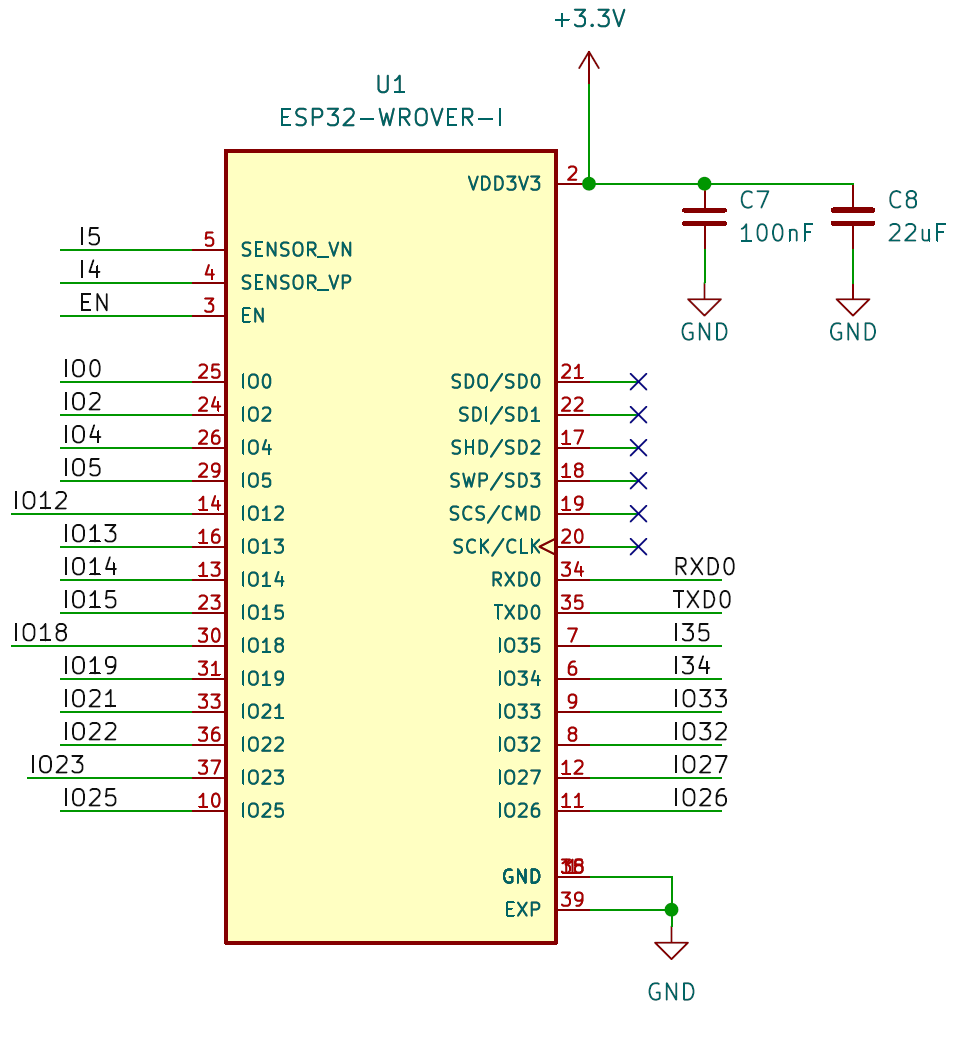 +3.3V
U1
ESP32-WROVER-I
VDD3V3 2
C7
100nF
C8
22uF
GND
GND
I5 5 SENSOR_VN
I4 4 SENSOR_VP
EN 3 EN
IO0 25 IO0
IO2 24 IO2
IO4 26 IO4
IO5 29 IO5
IO12 14 IO12
IO13 16 IO13
IO14 13 IO14
IO15 23 IO15
IO18 30 IO18
IO19 31 IO19
IO21 33 IO21
IO22 36 IO22
IO23 37 IO23
IO25 10 IO25
SDO/SD0 21
SDI/SD1 22
SHD/SD2 17
SWP/SD3 18
SCS/CMD 19
SCK/CLK 20
RXD0 34 RXD0
TXD0 35 TXD0
IO35 7 I35
IO34 6 I34
IO33 9 IO33
IO32 8 IO32
IO27 12 IO27
IO26 11 IO26
GND
EXP 39
GND